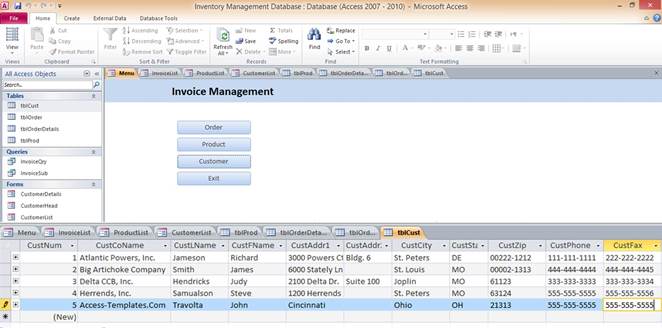 Inventory Management Database : Database (Access 2007 - 2010) - Microsoft Access
File Home Create External Data Database Tools
View Paste Cut Copy Format Painter Filter Ascending Descending Remove Sort Selection Advanced Toggle Filter Refresh All New Save Delete Totals Spelling More Find Replace Go To Select
Views Clipboard Sort & Filter Records Find Text Formatting
All Access Objects Menu InvoiceList ProductList CustomerList tblProd tblOrderDeta... tblOrd... tblCust
Search...
Tables
tblCust
tblOrder
tblOrderDetails
tblProd
Queries
InvoiceQry
InvoiceSub
Forms
CustomerDetails
CustomerHead
CustomerList
Invoice Management
Order
Product
Customer
Exit
Menu InvoiceList ProductList CustomerList tblProd tblOrderDeta... tblOrd... tblCust
CustNum CustCoName CustLName CustFName CustAddr1 CustAddr: CustCity CustSta CustZip CustPhone CustFax
1 Atlantic Powers, Inc. Jameson Richard 3000 Powers Ct Bldg. 6 St. Peters DE 00222-1212 111-111-1111 222-222-2222
2 Big Artichoke Company Smith James 6000 Stately Ln St. Louis MO 00002-1313 444-444-4444 444-444-4445
3 Delta CCB, Inc. Hendricks Judy 2100 Delta Dr. Suite 100 Joplin MO 61123 333-333-3333 333-333-3334
4 Herrends, Inc. Samualson Steve 1200 Herrends St. Peters MO 63124 555-555-5555 555-555-5556
5 Access-Templates.Com Travolta John Cincinnati Ohio OH 21313 555-555-5555 555-555-5555
(New)